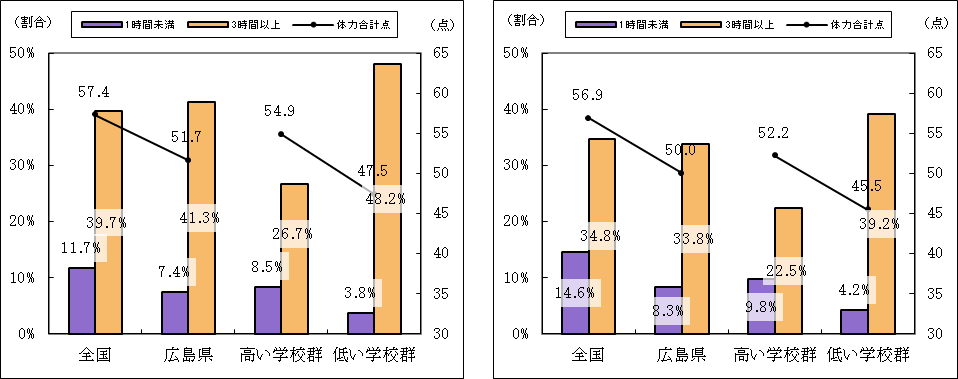 (割合) 1時間未満 3時間以上 体力合計点 (点)
50% 65
60
40% 55
30% 50
45
20% 40
10% 35
0% 30
57.4 51.7 54.9 47.5
39.7% 41.3% 26.7% 48.2%
11.7% 7.4% 8.5% 3.8%
全国 広島県 高い学校群 低い学校群
(割合) 1時間未満 3時間以上 体力合計点 (点)
50% 65
60
40% 55
30% 50
45
20% 40
10% 35
0% 30
56.9 50.0 52.2 45.5
34.8% 33.8% 22.5% 39.2%
14.6% 8.3% 9.8% 4.2%
全国 広島県 高い学校群 低い学校群